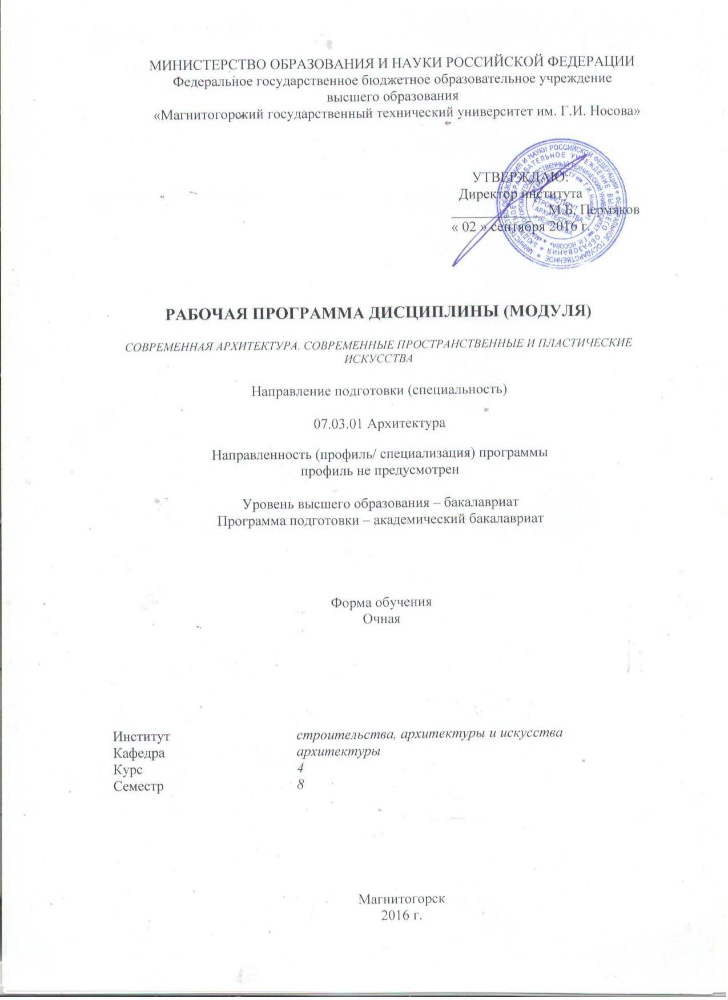 МИНИСТЕРСТВО ОБРАЗОВАНИЯ И НАУКИ РОССИЙСКОЙ ФЕДЕРАЦИИ
Федеральное государственное бюджетное образовательное учреждение
высшего образования
«Магнитогорский государственный технический университет им. Г.И. Носова»
УТВЕРЖДАЮ:
Директор института
М.Б. Пермяков
« 02 » сентября 2016 г.
РАБОЧАЯ ПРОГРАММА ДИСЦИПЛИНЫ (МОДУЛЯ)
СОВРЕМЕННАЯ АРХИТЕКТУРА. СОВРЕМЕННЫЕ ПРОСТРАНСТВЕННЫЕ И ПЛАСТИЧЕСКИЕ
ИСКУССТВА
Направление подготовки (специальность)
07.03.01 Архитектура
Направленность (профиль/ специализация) программы
профиль не предусмотрен
Уровень высшего образования – бакалавриат
Программа подготовки – академический бакалавриат
Форма обучения
Очная
Институт строительства, архитектуры и искусства
Кафедра архитектуры
Курс 4
Семестр 8
Магнитогорск
2016 г.